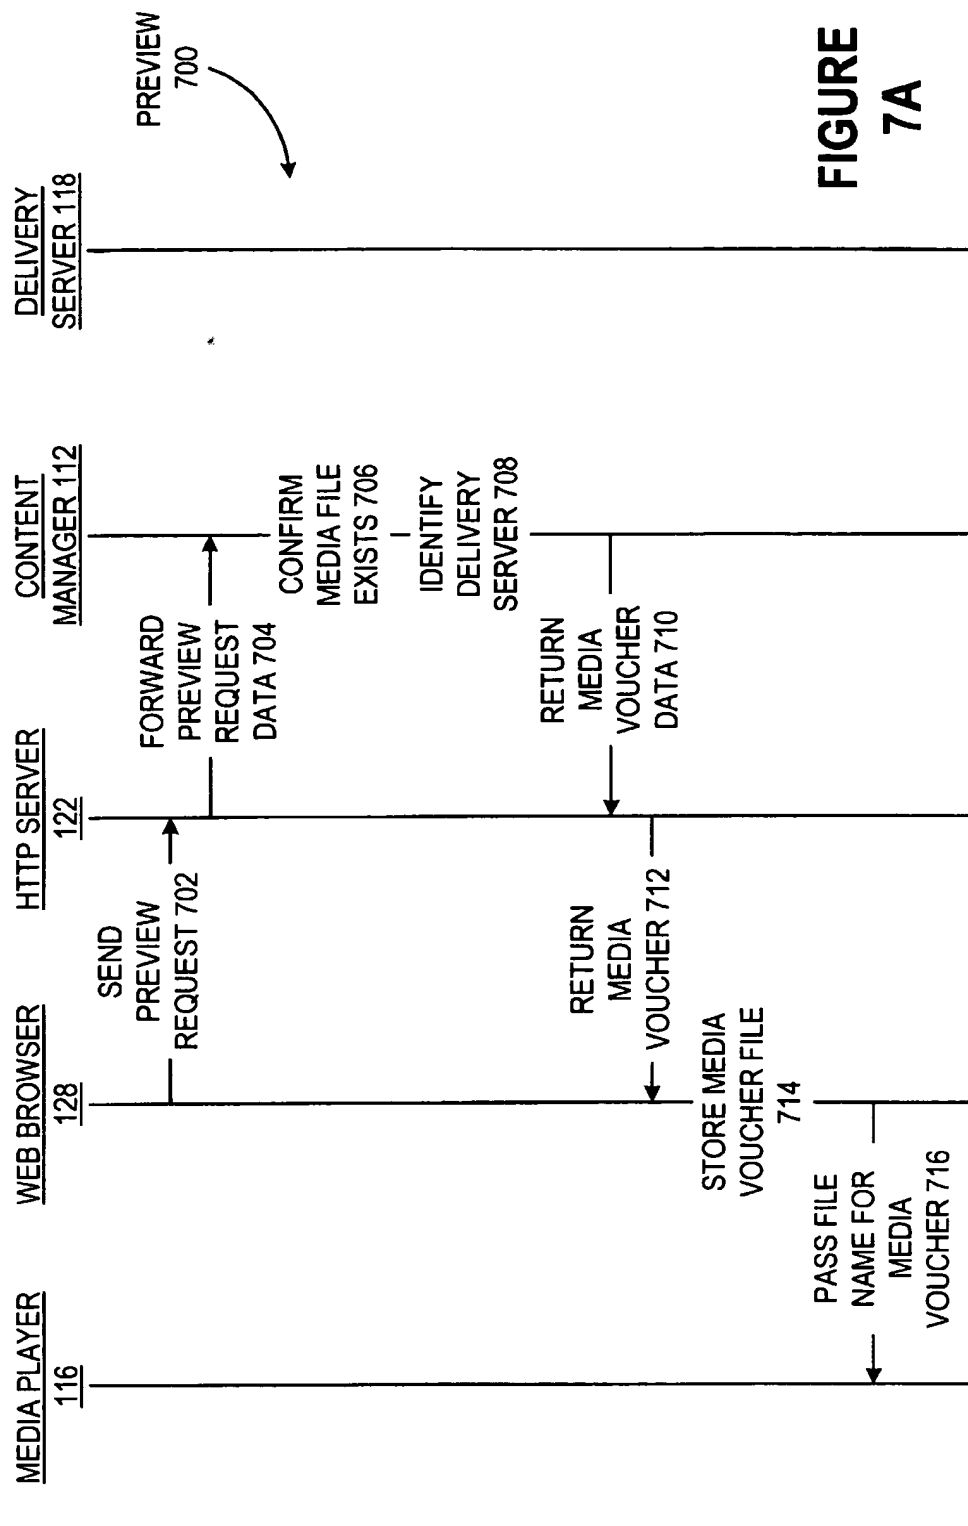 MEDIA PLAYER
116
WEB BROWSER
128
HTTP SERVER
122
CONTENT
MANAGER 112
DELIVERY
SERVER 118
PREVIEW
700
SEND
PREVIEW
REQUEST 702
FORWARD
PREVIEW
REQUEST
DATA 704
CONFIRM
MEDIA FILE
EXISTS 706
IDENTIFY
DELIVERY
SERVER 708
RETURN
MEDIA
VOUCHER
DATA 710
RETURN
MEDIA
VOUCHER 712
STORE MEDIA
VOUCHER FILE
714
PASS FILE
NAME FOR
MEDIA
VOUCHER 716
FIGURE
7A